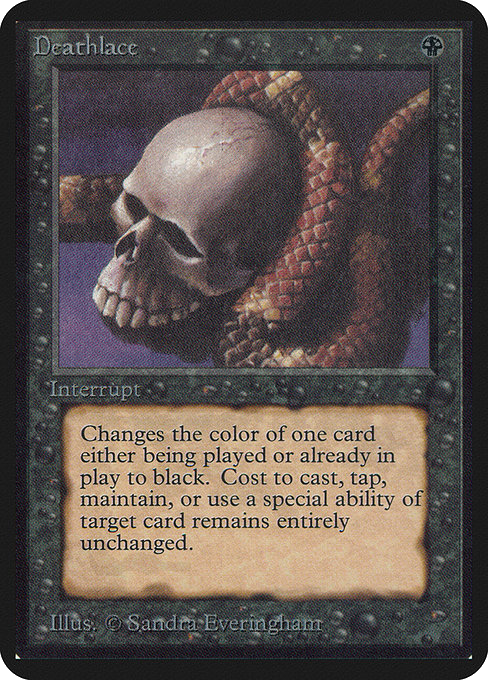 Deathlace
Interrupt
Changes the color of one card
either being played or already in
play to black. Cost to cast, tap,
maintain, or use a special ability of
target card remains entirely
unchanged.
Illus. © Sandra Everingham